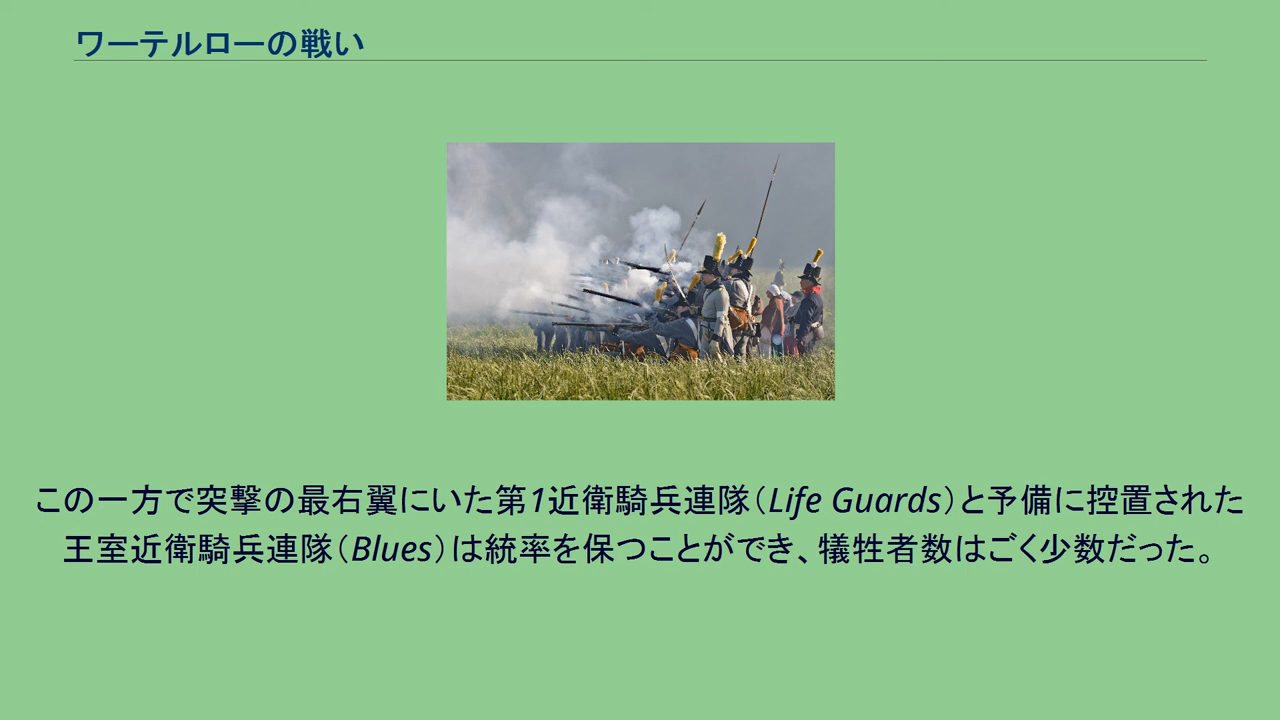 ワーテルローの戦い
この一方で突撃の最右翼にいた第1近衛騎兵連隊（Life Guards）と予備に控置された
王室近衛騎兵連隊（Blues）は統率を保つことができ、犠牲者数はごく少数だった。